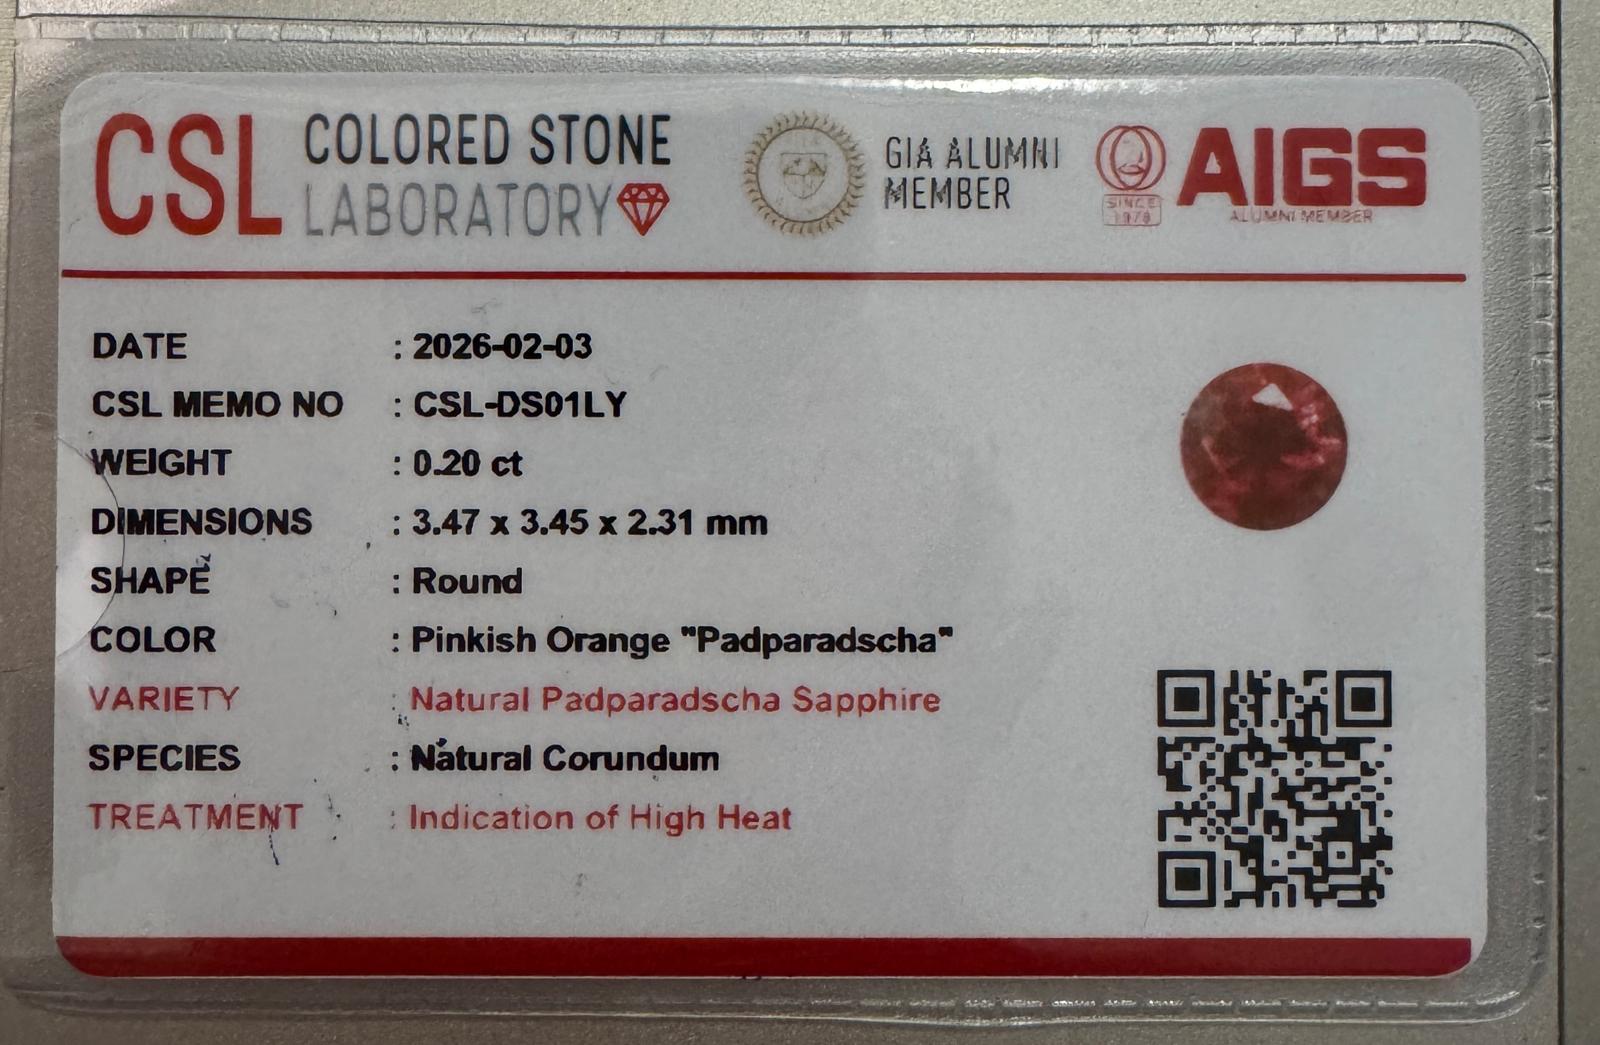 CSL COLORED STONE
LABORATORY
GIA ALUMNI
MEMBER
SINCE
1978
AIGS
ALUMNI MEMBER
DATE : 2026-02-03
CSL MEMO NO : CSL-DS01LY
WEIGHT : 0.20 ct
DIMENSIONS : 3.47 x 3.45 x 2.31 mm
SHAPE : Round
COLOR : Pinkish Orange "Padparadscha"
VARIETY : Natural Padparadscha Sapphire
SPECIES : Natural Corundum
TREATMENT : Indication of High Heat